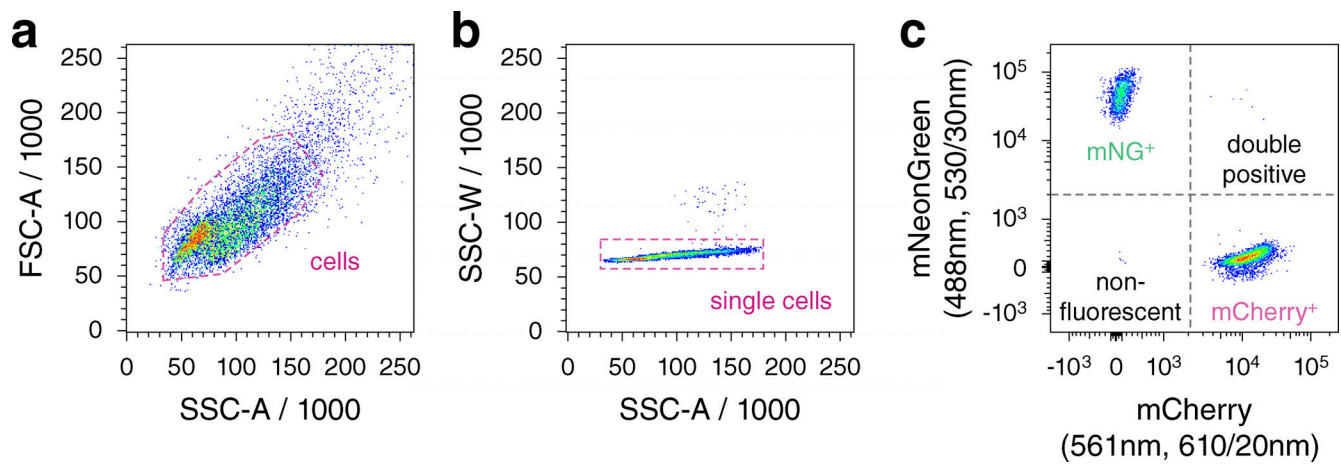 a
FSC-A / 1000
250
200
150
100
50
0
cells
0 50 100 150 200 250
SSC-A / 1000
b
SSC-W / 1000
250
200
150
100
50
0
single cells
0 50 100 150 200 250
SSC-A / 1000
c
mNeonGreen
(488nm, 530/30nm)
10⁵
10⁴
10³
0
-10³
mNG⁺
double
positive
non-
fluorescent
mCherry⁺
-10³ 0 10³ 10⁴ 10⁵
mCherry
(561nm, 610/20nm)